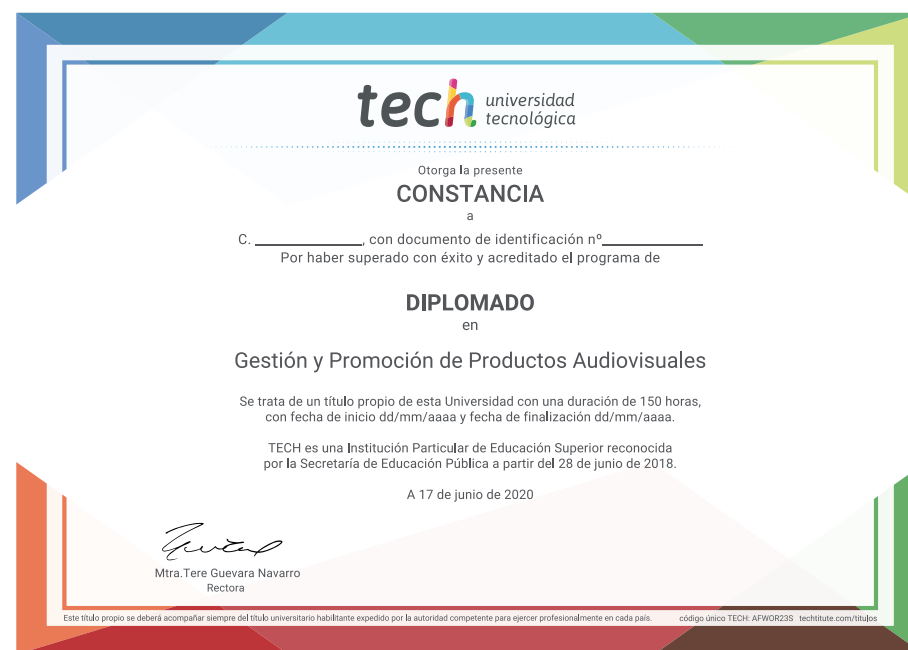 tech universidad
tecnológica
Otorga la presente
CONSTANCIA
a
C. ____________, con documento de identificación nº____________
Por haber superado con éxito y acreditado el programa de
DIPLOMADO
en
Gestión y Promoción de Productos Audiovisuales
Se trata de un título propio de esta Universidad con una duración de 150 horas,
con fecha de inicio dd/mm/aaaa y fecha de finalización dd/mm/aaaa.
TECH es una Institución Particular de Educación Superior reconocida
por la Secretaría de Educación Pública a partir del 28 de junio de 2018.
A 17 de junio de 2020
Mtra.Tere Guevara Navarro
Rectora
Este título propio se deberá acompañar siempre del título universitario habilitante expedido por la autoridad competente para ejercer profesionalmente en cada país. código único TECH: AFWOR23S techtitute.com/titulos